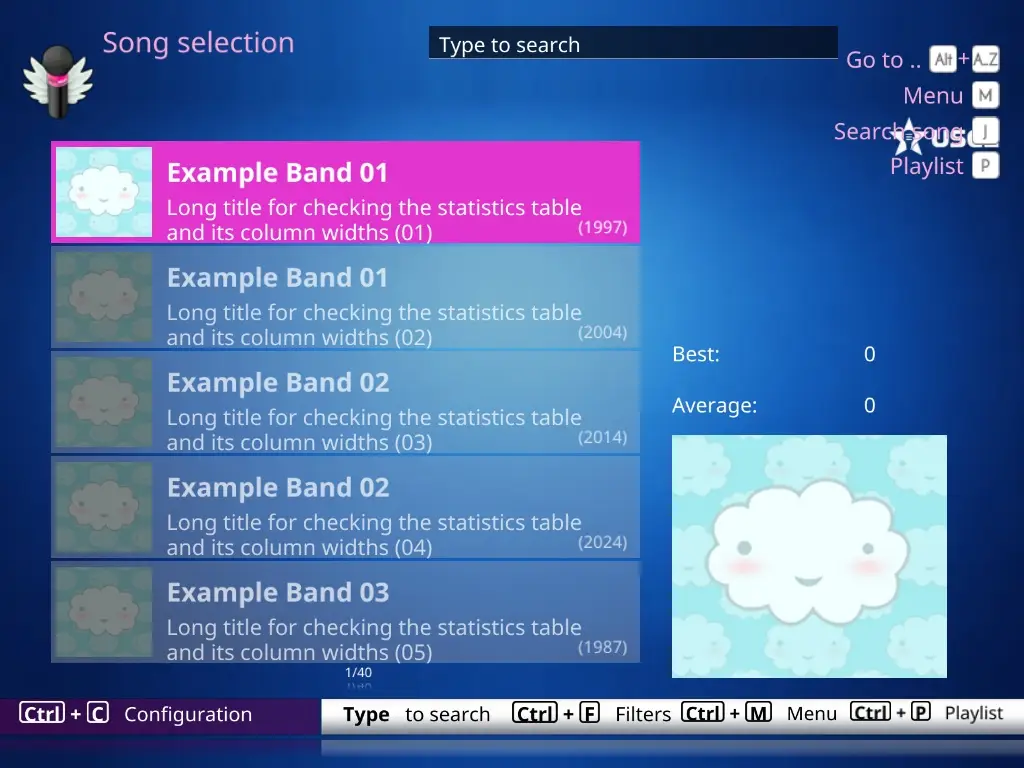 Song selection
Type to search
Go to .. Alt + A_Z
Menu M
Search song J
Playlist P
Example Band 01
Long title for checking the statistics table
and its column widths (01)
(1997)
Example Band 01
Long title for checking the statistics table
and its column widths (02)
(2004)
Example Band 02
Long title for checking the statistics table
and its column widths (03)
(2014)
Example Band 02
Long title for checking the statistics table
and its column widths (04)
(2024)
Example Band 03
Long title for checking the statistics table
and its column widths (05)
(1987)
1/40
Best: 0
Average: 0
Ctrl + C Configuration
Type to search Ctrl + F Filters Ctrl + M Menu Ctrl + P Playlist